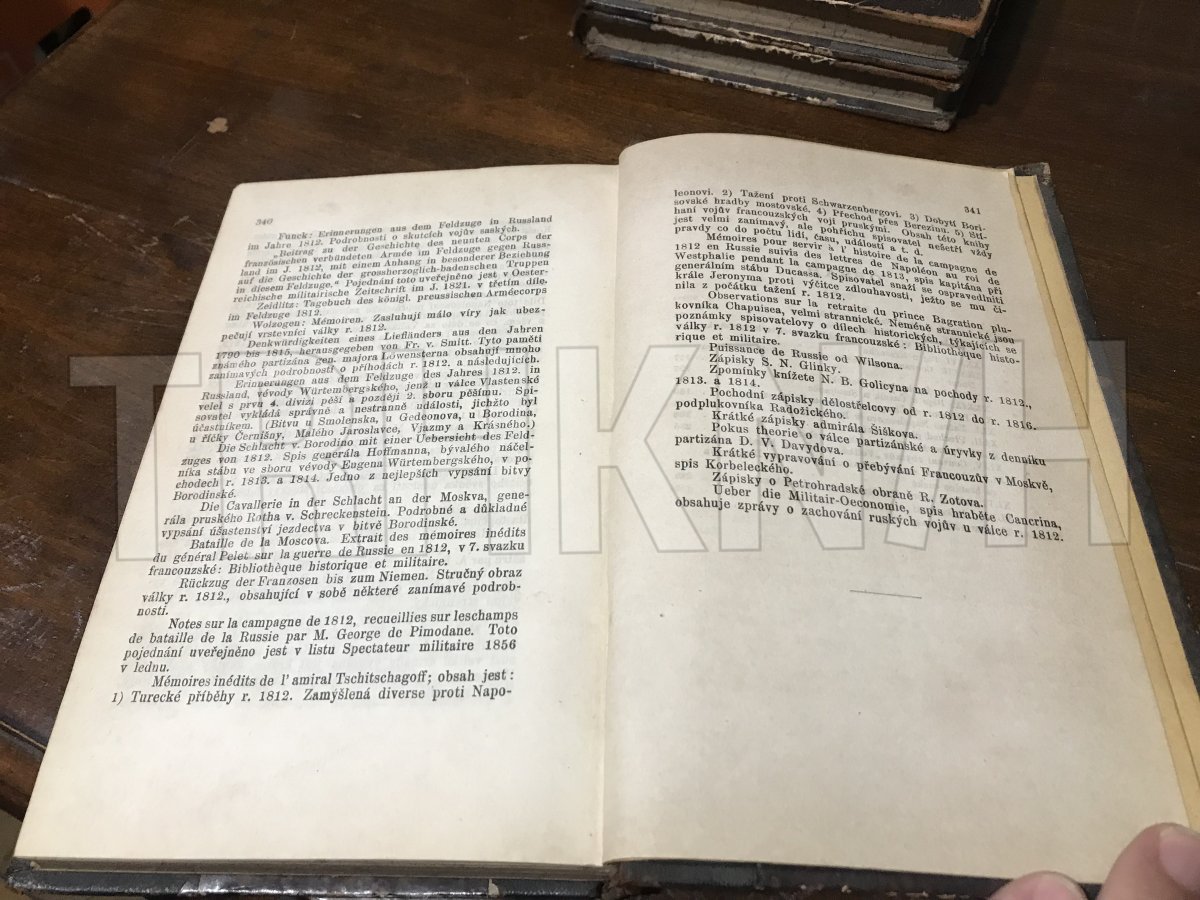 340
Funck: Erinnerungen aus dem Feldzuge in Russland
im Jahre 1812. Podrobnosti o skutcích vojův saských.
„Beitrag zu der Geschichte des neunten Corps der
französischen verbündeten Armée im Feldzuge gegen Russ-
land im J. 1812, mit einem Anhang in besonderer Beziehung
auf die Geschichte der grossherzoglich-badenschen Truppen
in diesem Feldzuge.“ Pojednání toto uveřejněno jest v Oester-
reichische militarische Zeitschrift im J. 1821. v třetím díle.
Zeidlitz: Tagebuch des königl. preussischen Arméecorps
im Feldzuge 1812.
Wolzogen: Mémoiren. Zasluhují málo víry jak ubez-
pečují vrstevníci války r. 1812.
Denkwürdigkeiten eines Liefländers aus den Jahren
1790 bis 1815, herausgegeben von Fr. v. Smitt. Tyto paměti
známého partizána gen. majora Löwensterna obsahují mnoho
zanímavých podrobností o příhodách r. 1812. a následujících.
Erinnerungen aus dem Feldzuge des Jahres 1812. in
Russland, vévody Würtembergského, jenž u válce Vlastenské
velel s prvu 4. divizí pěší a později 2. sboru pěšímu. Spi-
sovatel vykládá správně a nestranně události, jichžto byl
účastníkem. (Bitvu u Smolenska, u Gedeonova, u Borodina,
u říčky Černišny, Malého Jaroslavce, Vjazmy a Krásného.)
Die Schlacht v. Borodino mit einer Uebersicht des Feld-
zuges von 1812. Spis generála Hoffmanna, bývalého náčel-
níka stábu ve sboru vévody Eugena Würtembergského, v po-
chodech r. 1813. a 1814. Jedno z nejlepších vypsání bitvy
Borodinské.
Die Cavallerie in der Schlacht an der Moskva, gene-
rála pruského Rotha v. Schreckenstein. Podrobné a důkladné
vypsání úšastenství jezdectva v bitvě Borodinské.
Bataille de la Moscova. Extrait des mémoires inédits
du général Pelet sur la guerre de Russie en 1812, v 7. svazku
francouzské: Bibliothèque historique et militaire.
Rückzug der Franzosen bis zum Niemen. Stručný obraz
války r. 1812., obsahující v sobě některé zanímavé podrob-
nosti.
Notes sur la campagne de 1812, recueillies sur leschamps
de bataille de la Russie par M. George de Pimodane. Toto
pojednání uveřejněno jest v listu Spectateur militaire 1856
v lednu.
Mémoires inédits de l'amiral Tschitschagoff; obsah jest:
1) Turecké příběhy r. 1812. Zamýšlená diverse proti Napo-
341
leonovi. 2) Tažení proti Schwarzenbergovi. 3) Dobytí Bori-
sovské hradby mostovské. 4) Přechod přes Berezinu. 5) Stí-
haní vojův francouzských voji pruskými. Obsah této knihy
jest velmi zanímavý, ale pohřichu spisovatel nešetří vždy
pravdy co do počtu lidí, času, událostí a t. d.
Mémoires pour servir à l'histoire de la campagne de
1812 en Russie suivis des lettres de Napoléon au roi de
Westphalie pendant la campagne de 1813, spis kapitána při
generálním stábu Ducassa. Spisovatel snaží se ospravedlniti
krále Jeronyma proti výčitce zdlouhavosti, ježto se mu či-
nila z počátku tažení r. 1812.
Observations sur la retraite du prince Bagration plu-
kovníka Chapuisea, velmi strannické. Neméně strannické jsou
poznámky spisovatelovy o dílech historických, týkajících se
války r. 1812 v 7. svazku francouzské: Bibliothèque histo-
rique et militaire.
Puissance de Russie od Wilsona.
Zápisky S. N. Glinky.
Zpomínky knížete N. B. Golicyna na pochody r. 1812.,
1813. a 1814.
Pochodní zápisky dělostřelcovy od r. 1812 do r. 1816.
podplukovníka Radožického.
Krátké zápisky admirála Šiškova.
Pokus theorie o válce partizánské a úryvky z denníku
partizána D. V. Davydova.
Krátké vypravování o přebývání Francouzův v Moskvě,
spis Korbeleckého.
Zápisky o Petrohradské obraně R. Zotova.
Ueber die Militair-Oeconomie, spis hraběte Cancrina,
obsahuje zprávy o zachování ruských vojův u válce r. 1812.